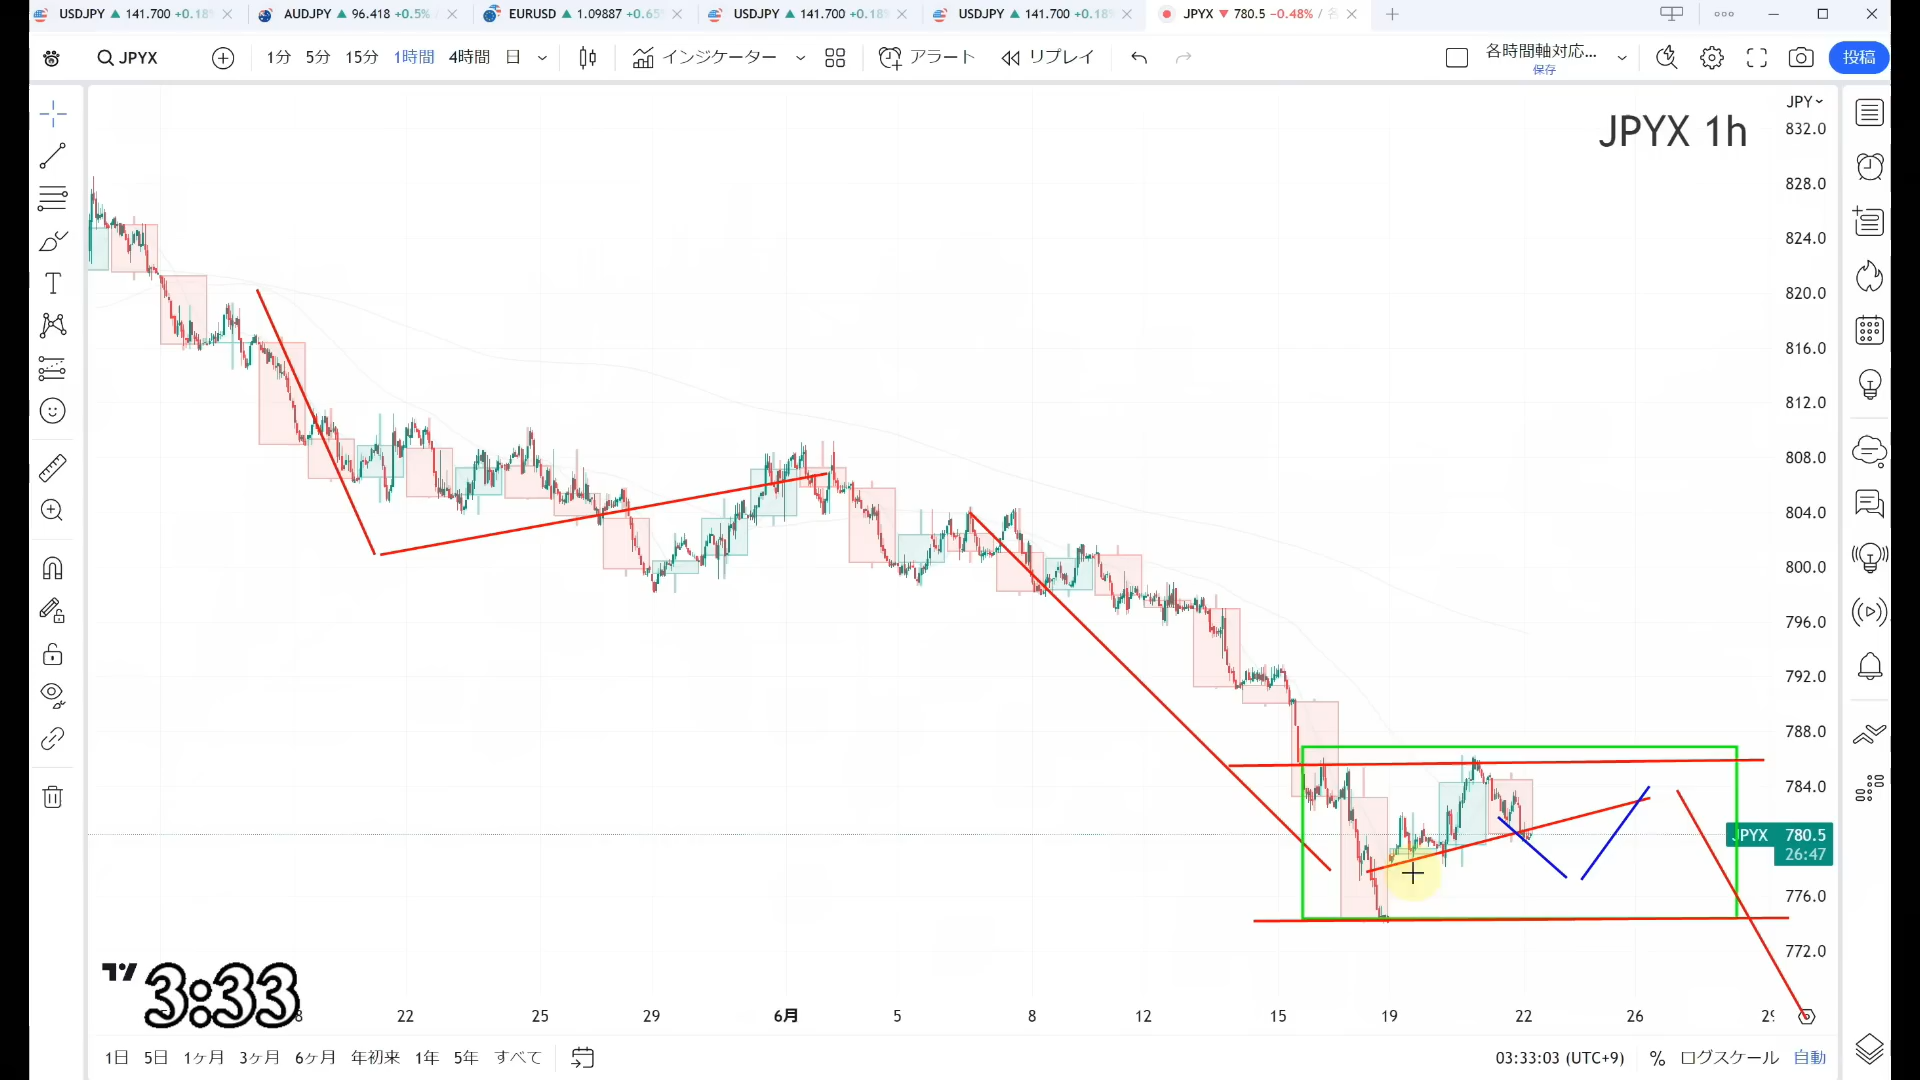 USDJPY ▲ 141.700 +0.18%
AUDJPY ▲ 96.418 +0.5%
EURUSD ▲ 1.09887 +0.65%
USDJPY ▲ 141.700 +0.18%
USDJPY ▲ 141.700 +0.18%
JPYX ▼ 780.5 −0.48% / 各
JPYX
1分 5分 15分 1時間 4時間 日
インジケーター
アラート
リプレイ
各時間軸対応...
保存
投稿
JPY
JPYX 1h
832.0
828.0
824.0
820.0
816.0
812.0
808.0
804.0
800.0
796.0
792.0
788.0
784.0
JPYX 780.5
26:47
776.0
772.0
3:33
22 25 29 6月 5 8 12 15 19 22 26 29
1日 5日 1ヶ月 3ヶ月 6ヶ月 年初来 1年 5年 すべて
03:33:03 (UTC+9) % ログスケール 自動